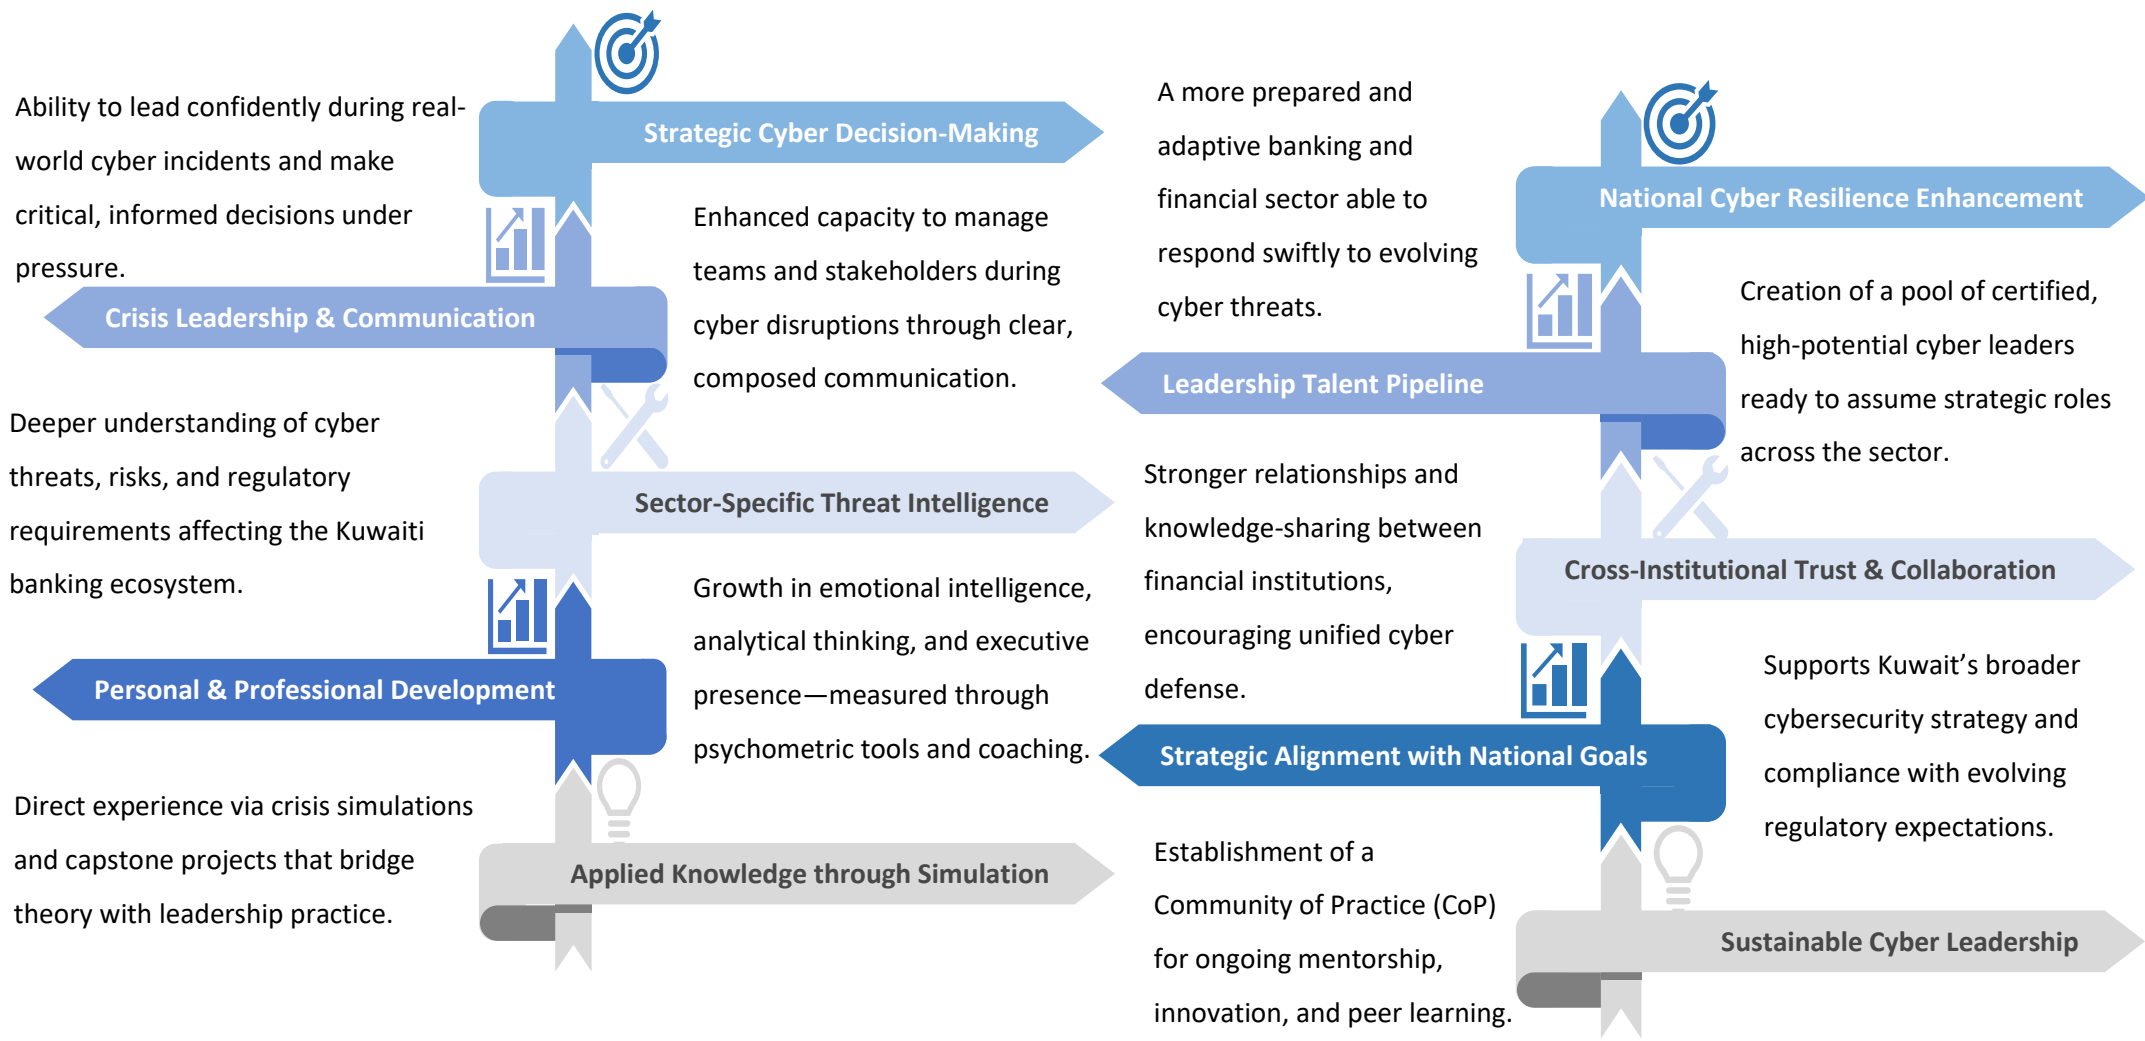 Ability to lead confidently during real-
world cyber incidents and make
critical, informed decisions under
pressure.
Strategic Cyber Decision-Making
Enhanced capacity to manage
teams and stakeholders during
cyber disruptions through clear,
composed communication.
Crisis Leadership & Communication
Deeper understanding of cyber
threats, risks, and regulatory
requirements affecting the Kuwaiti
banking ecosystem.
Sector-Specific Threat Intelligence
Growth in emotional intelligence,
analytical thinking, and executive
presence—measured through
psychometric tools and coaching.
Personal & Professional Development
Direct experience via crisis simulations
and capstone projects that bridge
theory with leadership practice.
Applied Knowledge through Simulation
A more prepared and
adaptive banking and
financial sector able to
respond swiftly to evolving
cyber threats.
National Cyber Resilience Enhancement
Creation of a pool of certified,
high-potential cyber leaders
ready to assume strategic roles
across the sector.
Leadership Talent Pipeline
Stronger relationships and
knowledge-sharing between
financial institutions,
encouraging unified cyber
defense.
Cross-Institutional Trust & Collaboration
Supports Kuwait’s broader
cybersecurity strategy and
compliance with evolving
regulatory expectations.
Strategic Alignment with National Goals
Establishment of a
Community of Practice (CoP)
for ongoing mentorship,
innovation, and peer learning.
Sustainable Cyber Leadership